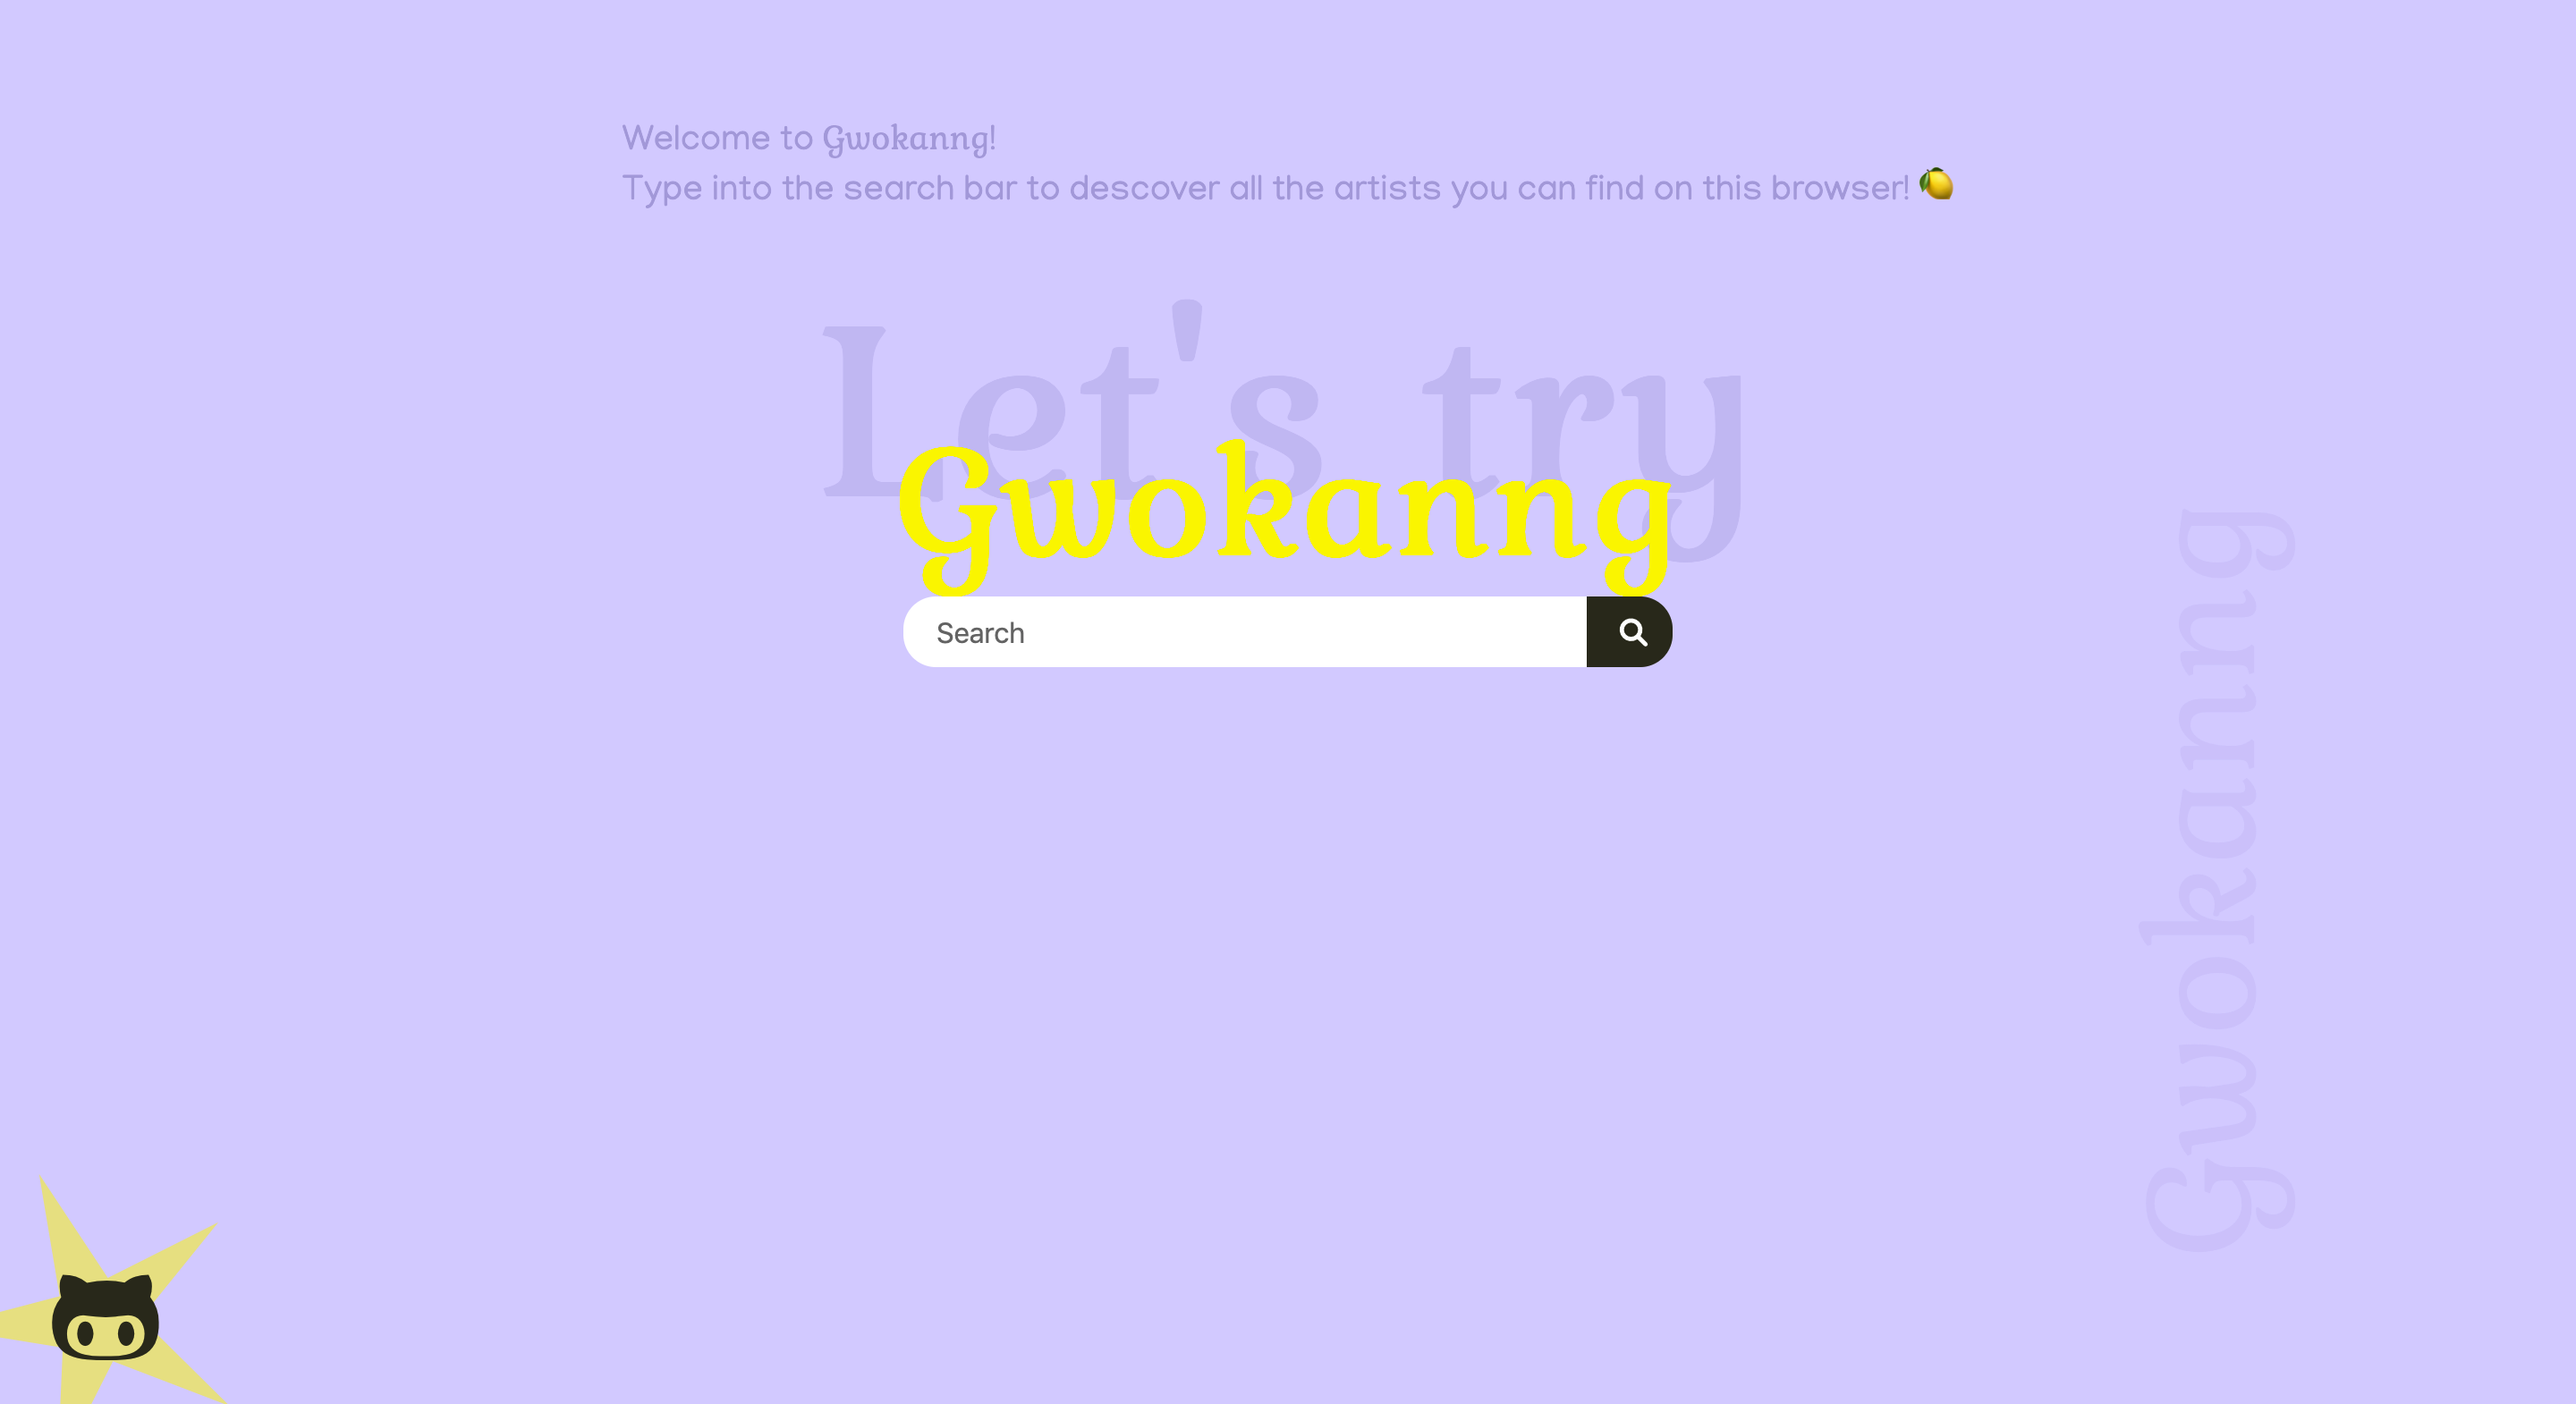 Welcome to Gwokanng!
Type into the search bar to descover all the artists you can find on this browser! 🍋
Let's try
Gwokanng
Search
Gwokanng